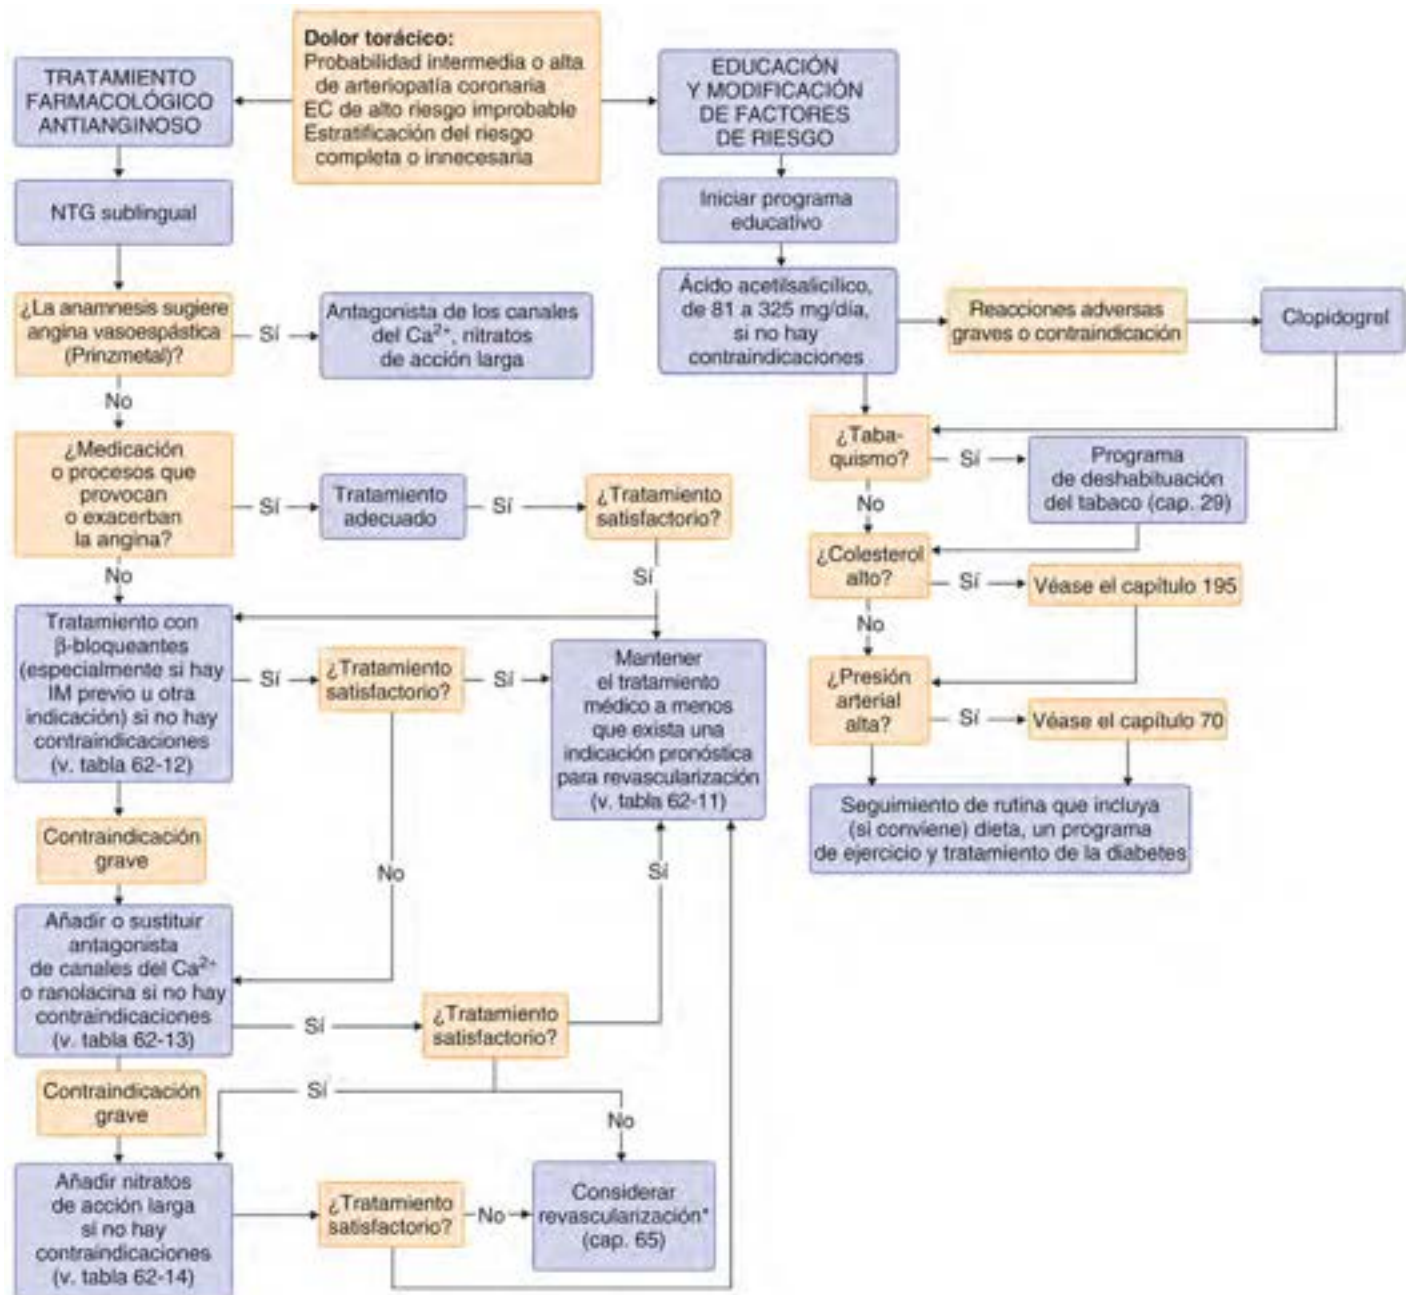 Dolor torácico:
Probabilidad intermedia o alta
de arteriopatía coronaria
EC de alto riesgo improbable
Estratificación del riesgo
completa o innecesaria
TRATAMIENTO
FARMACOLÓGICO
ANTIANGINOSO
NTG sublingual
¿La anamnesis sugiere
angina vasoespástica
(Prinzmetal)?
Sí
Antagonista de los canales
del Ca²⁺, nitratos
de acción larga
No
¿Medicación
o procesos que
provocan
o exacerban
la angina?
Sí
Tratamiento
adecuado
Sí
¿Tratamiento
satisfactorio?
Sí
No
Tratamiento con
β-bloqueantes
(especialmente si hay
IM previo u otra
indicación) si no hay
contraindicaciones
(v. tabla 62-12)
Sí
¿Tratamiento
satisfactorio?
Sí
Mantener
el tratamiento
médico a menos
que exista una
indicación pronóstica
para revascularización
(v. tabla 62-11)
No
Contraindicación
grave
Añadir o sustituir
antagonista
de canales del Ca²⁺
o ranolacina si no hay
contraindicaciones
(v. tabla 62-13)
Sí
¿Tratamiento
satisfactorio?
Sí
Sí
No
Contraindicación
grave
Añadir nitratos
de acción larga
si no hay
contraindicaciones
(v. tabla 62-14)
¿Tratamiento
satisfactorio?
No
Considerar
revascularización*
(cap. 65)
EDUCACIÓN
Y MODIFICACIÓN
DE FACTORES
DE RIESGO
Iniciar programa
educativo
Ácido acetilsalicílico,
de 81 a 325 mg/día,
si no hay
contraindicaciones
Reacciones adversas
graves o contraindicación
Clopidogrel
¿Taba-
quismo?
Sí
Programa
de deshabituación
del tabaco (cap. 29)
No
¿Colesterol
alto?
Sí
Véase el capítulo 195
No
¿Presión
arterial
alta?
Sí
Véase el capítulo 70
Seguimiento de rutina que incluya
(si conviene) dieta, un programa
de ejercicio y tratamiento de la diabetes